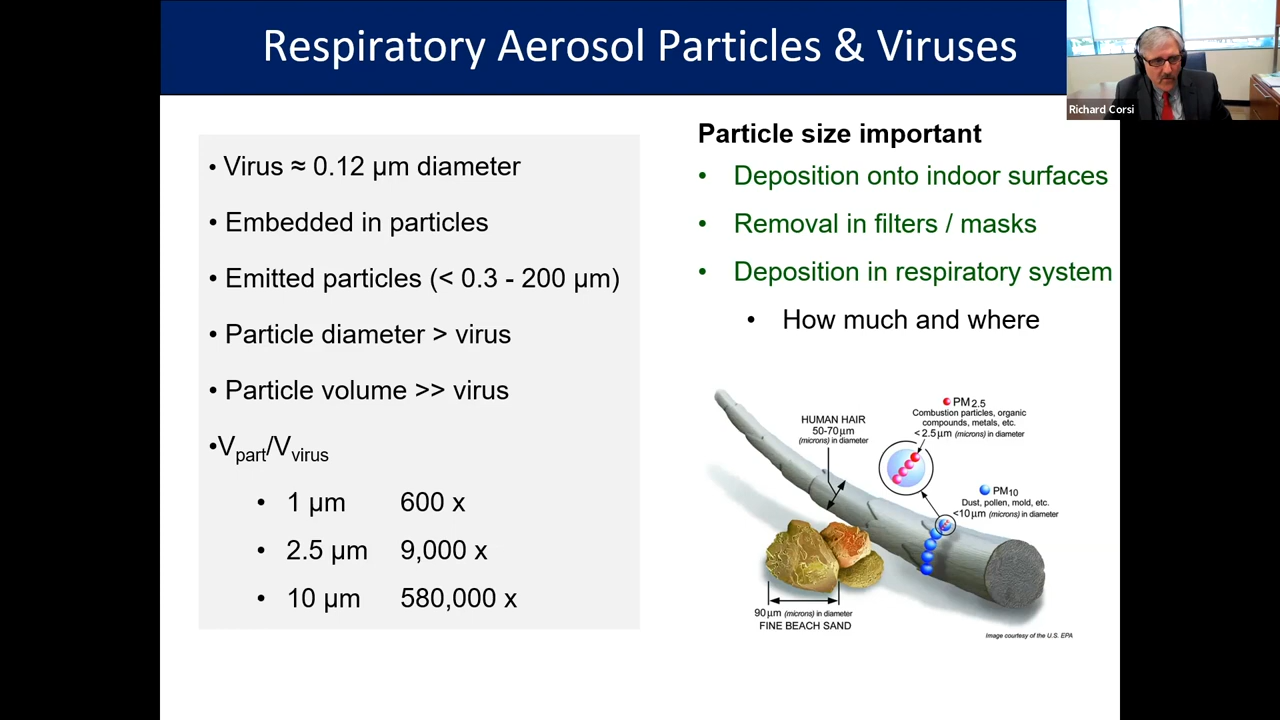 Respiratory Aerosol Particles & Viruses
Richard Corsi
• Virus ≈ 0.12 µm diameter
• Embedded in particles
• Emitted particles (< 0.3 - 200 µm)
• Particle diameter > virus
• Particle volume >> virus
•Vpart/Vvirus
• 1 µm 600 x
• 2.5 µm 9,000 x
• 10 µm 580,000 x
Particle size important
• Deposition onto indoor surfaces
• Removal in filters / masks
• Deposition in respiratory system
• How much and where
HUMAN HAIR
50-70µm
(microns) in diameter
PM2.5
Combustion particles, organic
compounds, metals, etc.
<2.5µm (microns) in diameter
PM10
Dust, pollen, mold, etc.
<10µm (microns) in diameter
90µm (microns) in diameter
FINE BEACH SAND
Image courtesy of the U.S. EPA